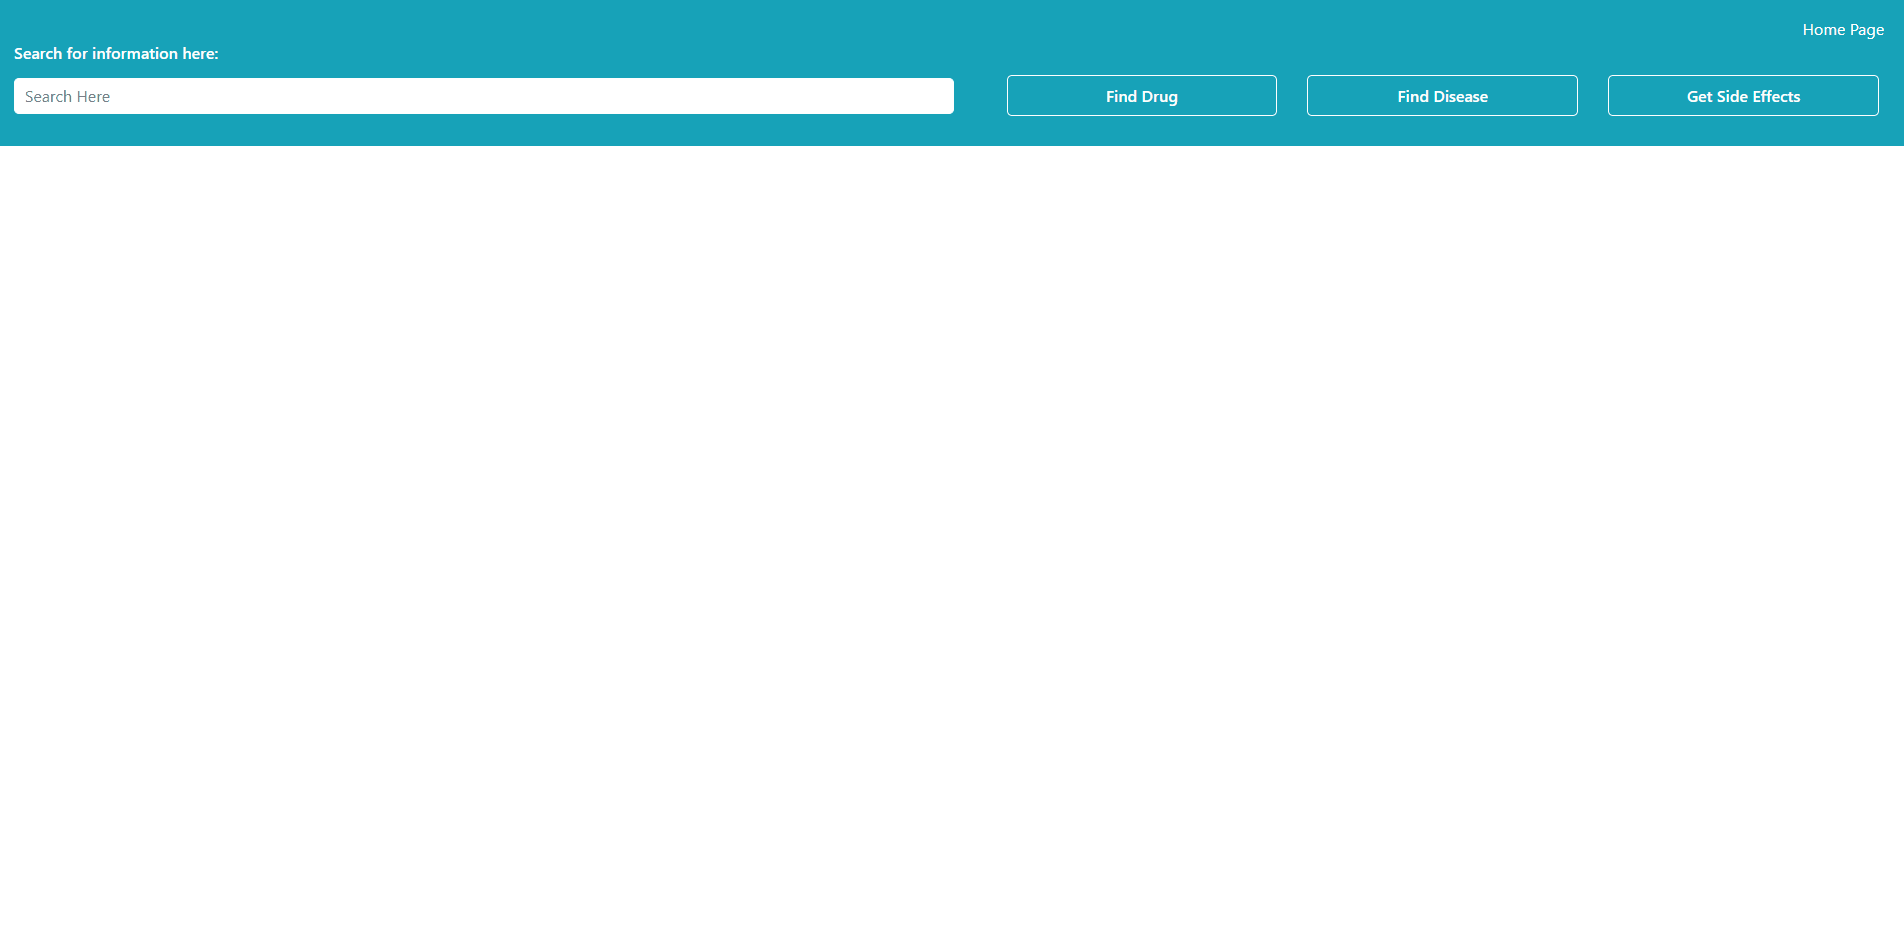 Home Page
Search for information here:
Search Here
Find Drug
Find Disease
Get Side Effects